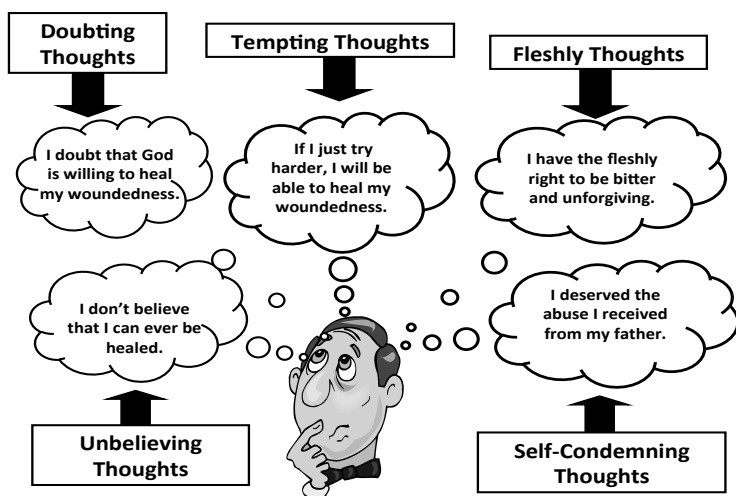 Doubting
Thoughts
Tempting Thoughts
Fleshly Thoughts
I doubt that God
is willing to heal
my woundedness.
If I just try
harder, I will be
able to heal my
woundedness.
I have the fleshly
right to be bitter
and unforgiving.
I don’t believe
that I can ever be
healed.
I deserved the
abuse I received
from my father.
Unbelieving
Thoughts
Self-Condemning
Thoughts